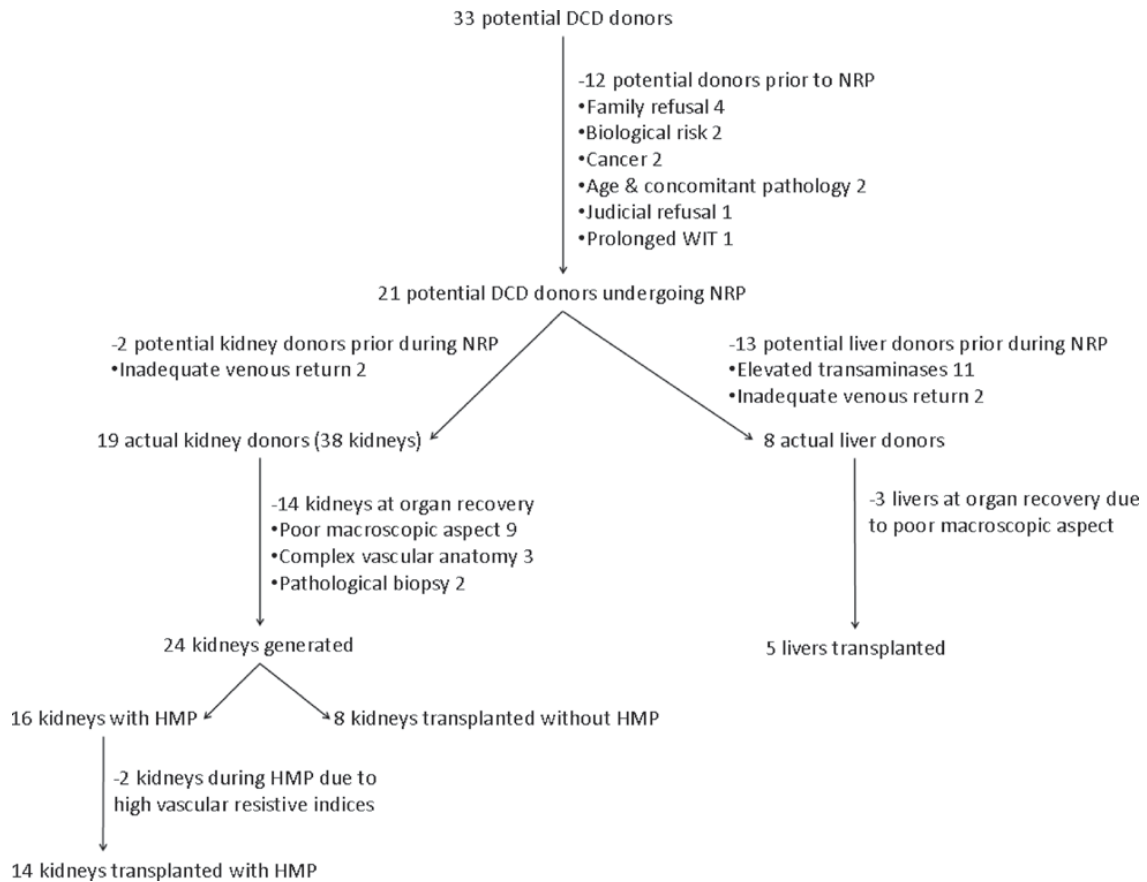 33 potential DCD donors
-12 potential donors prior to NRP
•Family refusal 4
•Biological risk 2
•Cancer 2
•Age & concomitant pathology 2
•Judicial refusal 1
•Prolonged WIT 1
21 potential DCD donors undergoing NRP
-2 potential kidney donors prior during NRP
•Inadequate venous return 2
-13 potential liver donors prior during NRP
•Elevated transaminases 11
•Inadequate venous return 2
19 actual kidney donors (38 kidneys)
8 actual liver donors
-14 kidneys at organ recovery
•Poor macroscopic aspect 9
•Complex vascular anatomy 3
•Pathological biopsy 2
-3 livers at organ recovery due
to poor macroscopic aspect
24 kidneys generated
5 livers transplanted
16 kidneys with HMP
8 kidneys transplanted without HMP
-2 kidneys during HMP due to
high vascular resistive indices
14 kidneys transplanted with HMP